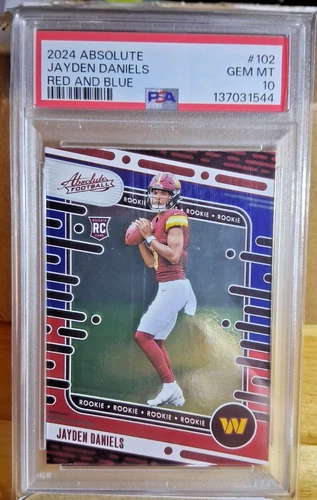 2024 ABSOLUTE #102
JAYDEN DANIELS GEM MT
RED AND BLUE 10
PSA 137031544
Absolute
FOOTBALL
ROOKIE • ROOKIE • ROOKIE
RC
ROOKIE • ROOKIE • ROOKIE • ROOKIE
JAYDEN DANIELS
W